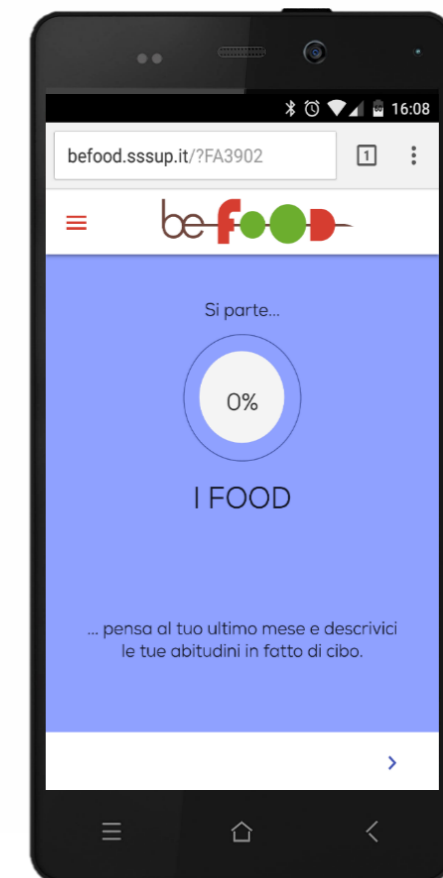 16:08
befood.sssup.it/?FA3902
1
be fooD
Si parte...
0%
I FOOD
... pensa al tuo ultimo mese e descrivici
le tue abitudini in fatto di cibo.